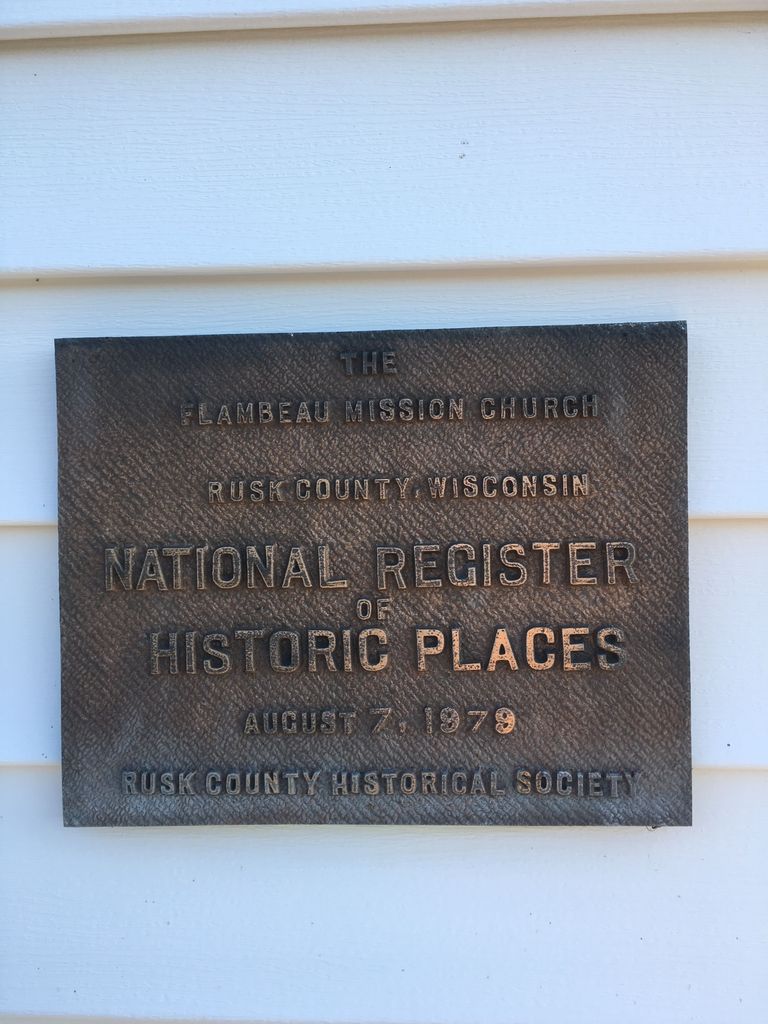 THE
FLAMBEAU MISSION CHURCH
RUSK COUNTY, WISCONSIN
NATIONAL REGISTER
OF
HISTORIC PLACES
AUGUST 7, 1979
RUSK COUNTY HISTORICAL SOCIETY